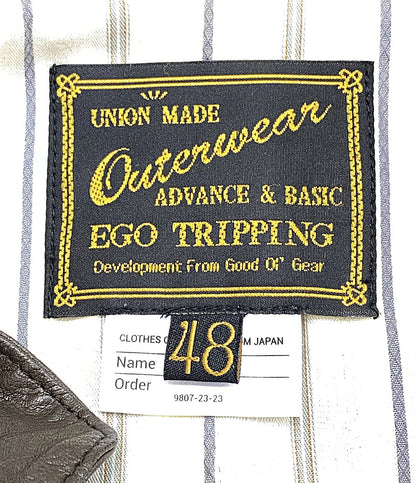 UNION MADE
Outerwear
ADVANCE & BASIC
EGO TRIPPING
Development From Good Ol' Gear
48
CLOTHES JAPAN
Name
Order
9807-23-23